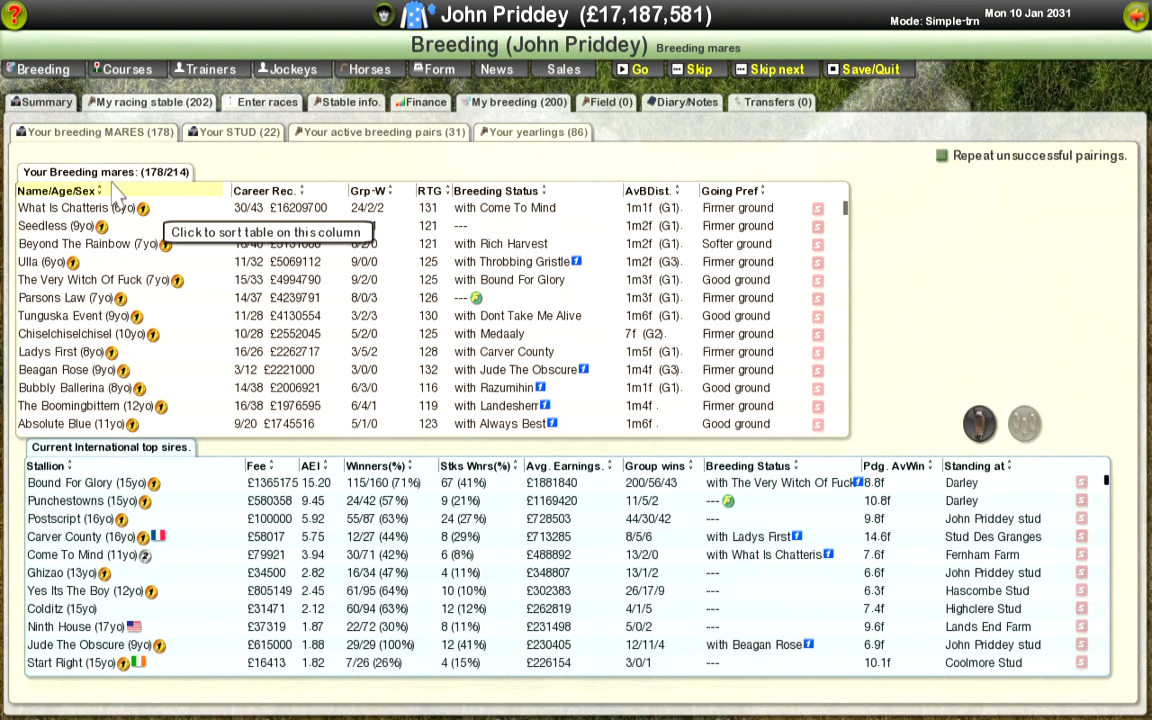 John Priddey (£17,187,581)
Mode: Simple-trn Mon 10 Jan 2031
Breeding (John Priddey) Breeding mares
Breeding Courses Trainers Jockeys Horses Form News Sales Go Skip Skip next Save/Quit
Summary My racing stable (202) Enter races Stable info. Finance My breeding (200) Field (0) Diary/Notes Transfers (0)
Your breeding MARES (178) Your STUD (22) Your active breeding pairs (31) Your yearlings (86)
Repeat unsuccessful pairings.
Your Breeding mares: (178/214)
Name/Age/Sex Career Rec. Grp-W RTG Breeding Status AvBDist. Going Pref
What Is Chatteris 30/43 £16209700 24/2/2 131 with Come To Mind 1m1f (G1). Firmer ground
Seedless (9yo) 121 --- 1m2f (G1). Firmer ground
Click to sort table on this column
Beyond The Rainbow (7yo) 121 with Rich Harvest 1m2f (G1). Softer ground
Ulla (6yo) 11/32 £5069112 9/0/0 125 with Throbbing Gristle 1m2f (G3). Firmer ground
The Very Witch Of Fuck (7yo) 15/33 £4994790 9/2/0 125 with Bound For Glory 1m1f (G1). Good ground
Parsons Law (7yo) 14/37 £4239791 8/0/3 126 --- 1m3f (G1). Firmer ground
Tunguska Event (9yo) 11/28 £4130554 3/2/3 130 with Dont Take Me Alive 1m6f (G1). Good ground
Chiselchiselchisel (10yo) 10/28 £2552045 5/2/0 125 with Medaaly 7f (G2). Firmer ground
Ladys First (8yo) 16/26 £2262717 3/5/2 128 with Carver County 1m5f (G1). Firmer ground
Beagan Rose (9yo) 3/12 £2221000 3/0/0 132 with Jude The Obscure 1m4f (G3). Firmer ground
Bubbly Ballerina (8yo) 14/38 £2006921 6/3/0 116 with Razumihin 1m1f (G1). Good ground
The Boomingbittern (12yo) 16/38 £1976595 6/4/1 119 with Landesherr 1m4f . Firmer ground
Absolute Blue (11yo) 9/20 £1745516 5/1/0 123 with Always Best 1m6f . Good ground
Current International top sires.
Stallion Fee AEI Winners(%) Stks Wnrs(%) Avg. Earnings. Group wins Breeding Status Pdg. AvWin Standing at
Bound For Glory (15yo) £1365175 15.20 115/160 (71%) 67 (41%) £1881840 200/56/43 with The Very Witch Of Fuck 8.8f Darley
Punchestowns (15yo) £580358 9.45 24/42 (57%) 9 (21%) £1169420 11/5/2 --- 10.8f Darley
Postscript (16yo) £100000 5.92 55/87 (63%) 24 (27%) £728503 44/30/42 --- 9.8f John Priddey stud
Carver County (16yo) £58017 5.75 12/27 (44%) 8 (29%) £713285 8/5/6 with Ladys First 14.6f Stud Des Granges
Come To Mind (11yo) £79921 3.94 30/71 (42%) 6 (8%) £488892 13/2/0 with What Is Chatteris 7.6f Fernham Farm
Ghizao (13yo) £34500 2.82 16/34 (47%) 4 (11%) £348807 13/1/2 --- 6.6f John Priddey stud
Yes Its The Boy (12yo) £805149 2.45 61/95 (64%) 10 (10%) £302383 26/17/9 --- 6.3f Hascombe Stud
Colditz (15yo) £31471 2.12 60/94 (63%) 12 (12%) £262819 4/1/5 --- 7.4f Highclere Stud
Ninth House (17yo) £37319 1.87 22/72 (30%) 8 (11%) £231498 5/0/2 --- 9.6f Lands End Farm
Jude The Obscure (9yo) £615000 1.88 29/29 (100%) 12 (41%) £230405 12/11/4 with Beagan Rose 6.9f John Priddey stud
Start Right (15yo) £16413 1.82 7/26 (26%) 4 (15%) £226154 3/0/1 --- 10.1f Coolmore Stud